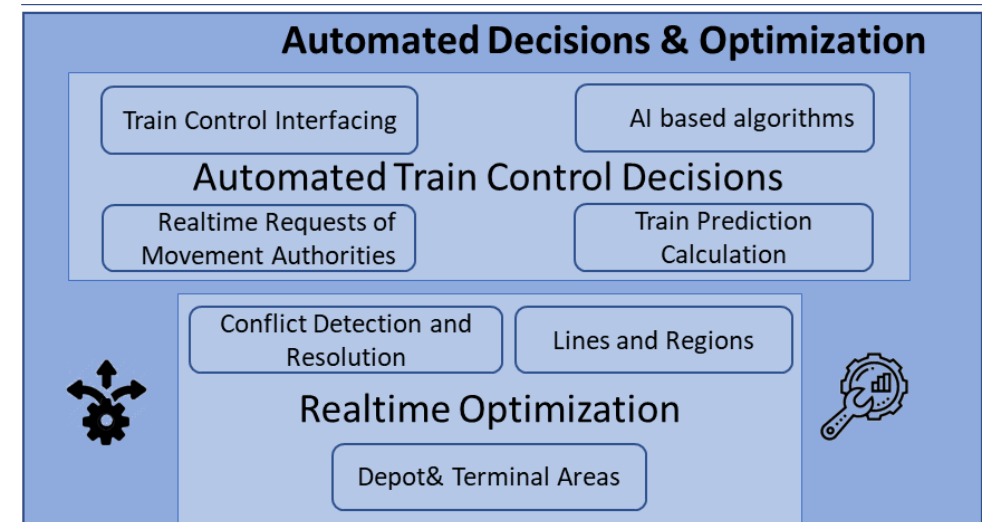 Automated Decisions & Optimization
Train Control Interfacing
AI based algorithms
Automated Train Control Decisions
Realtime Requests of
Movement Authorities
Train Prediction
Calculation
Conflict Detection and
Resolution
Lines and Regions
Realtime Optimization
Depot& Terminal Areas